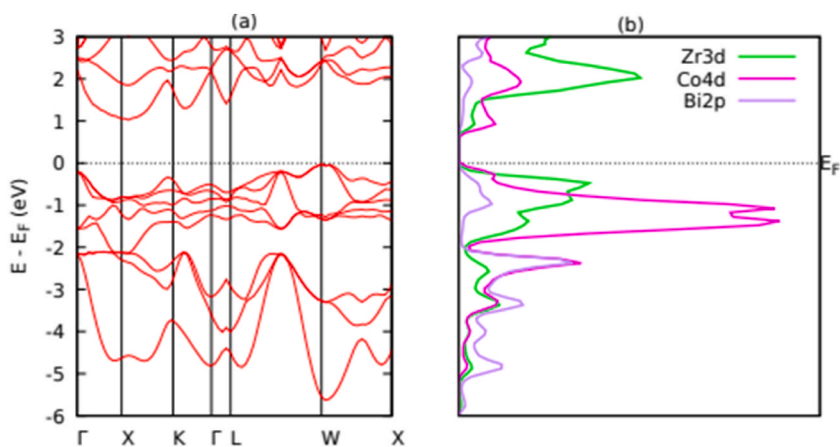 (a)
E - E_F (eV)
3
2
1
0
-1
-2
-3
-4
-5
-6
Γ X K Γ L W X
(b)
Zr3d
Co4d
Bi2p
E_F